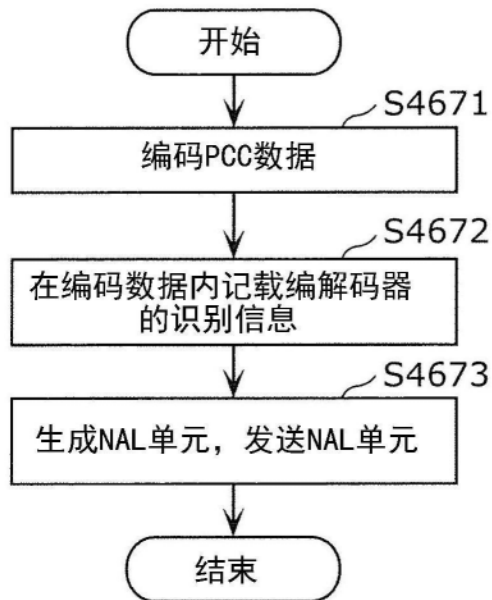 开始
S4671
编码PCC数据
S4672
在编码数据内记载编解码器
的识别信息
S4673
生成NAL单元，发送NAL单元
结束